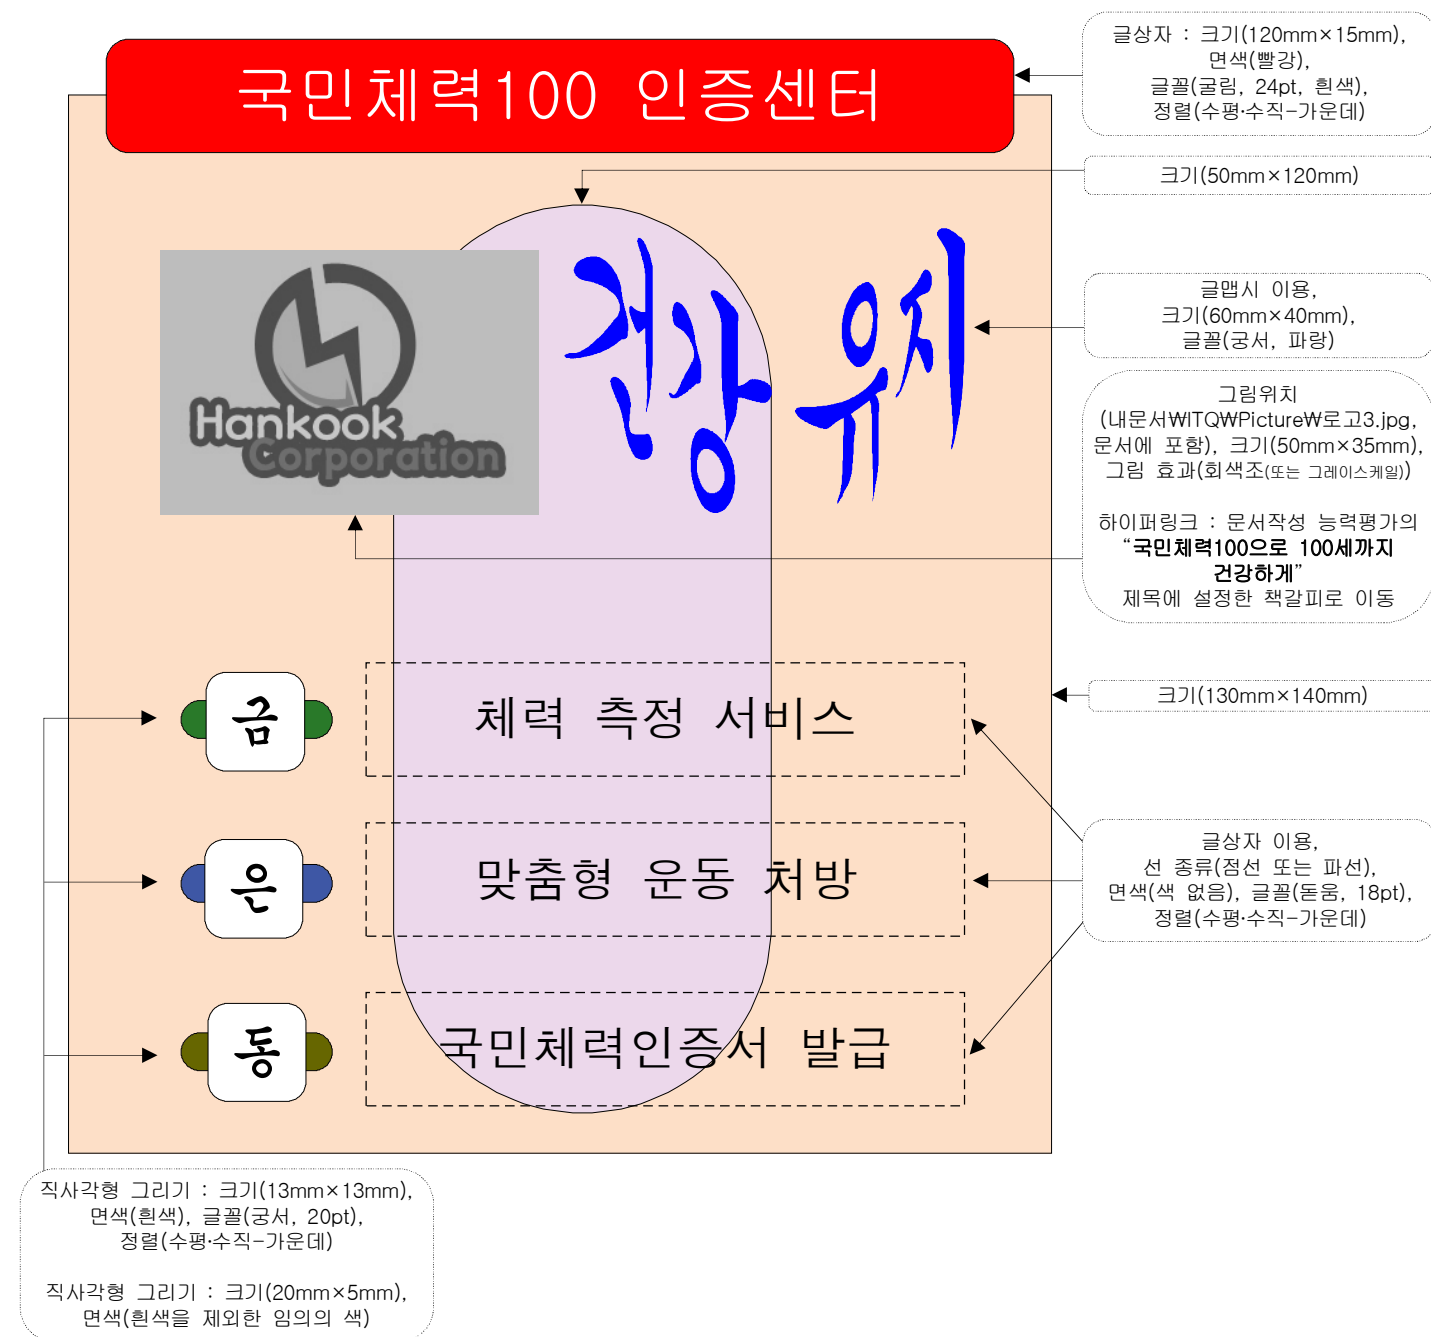 국민체력100 인증센터
글상자 : 크기(120mm×15mm),
면색(빨강),
글꼴(굴림, 24pt, 흰색),
정렬(수평·수직-가운데)
크기(50mm×120mm)
건강 유지
글맵시 이용,
크기(60mm×40mm),
글꼴(궁서, 파랑)
Hankook
Corporation
그림위치
(내문서₩ITQ₩Picture₩로고3.jpg,
문서에 포함), 크기(50mm×35mm),
그림 효과(회색조(또는 그레이스케일))
하이퍼링크 : 문서작성 능력평가의
“국민체력100으로 100세까지
건강하게”
제목에 설정한 책갈피로 이동
금
체력 측정 서비스
크기(130mm×140mm)
은
맞춤형 운동 처방
글상자 이용,
선 종류(점선 또는 파선),
면색(색 없음), 글꼴(돋움, 18pt),
정렬(수평·수직-가운데)
동
국민체력인증서 발급
직사각형 그리기 : 크기(13mm×13mm),
면색(흰색), 글꼴(궁서, 20pt),
정렬(수평·수직-가운데)
직사각형 그리기 : 크기(20mm×5mm),
면색(흰색을 제외한 임의의 색)